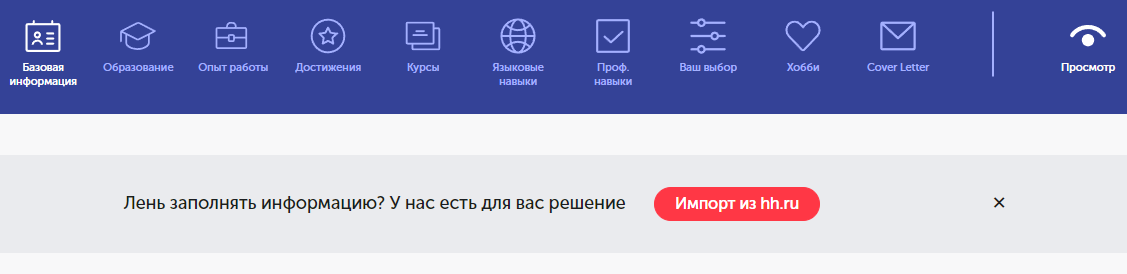 Базовая
информация
Образование
Опыт работы
Достижения
Курсы
Языковые
навыки
Проф.
навыки
Ваш выбор
Хобби
Cover Letter
Просмотр
Лень заполнять информацию? У нас есть для вас решение
Импорт из hh.ru